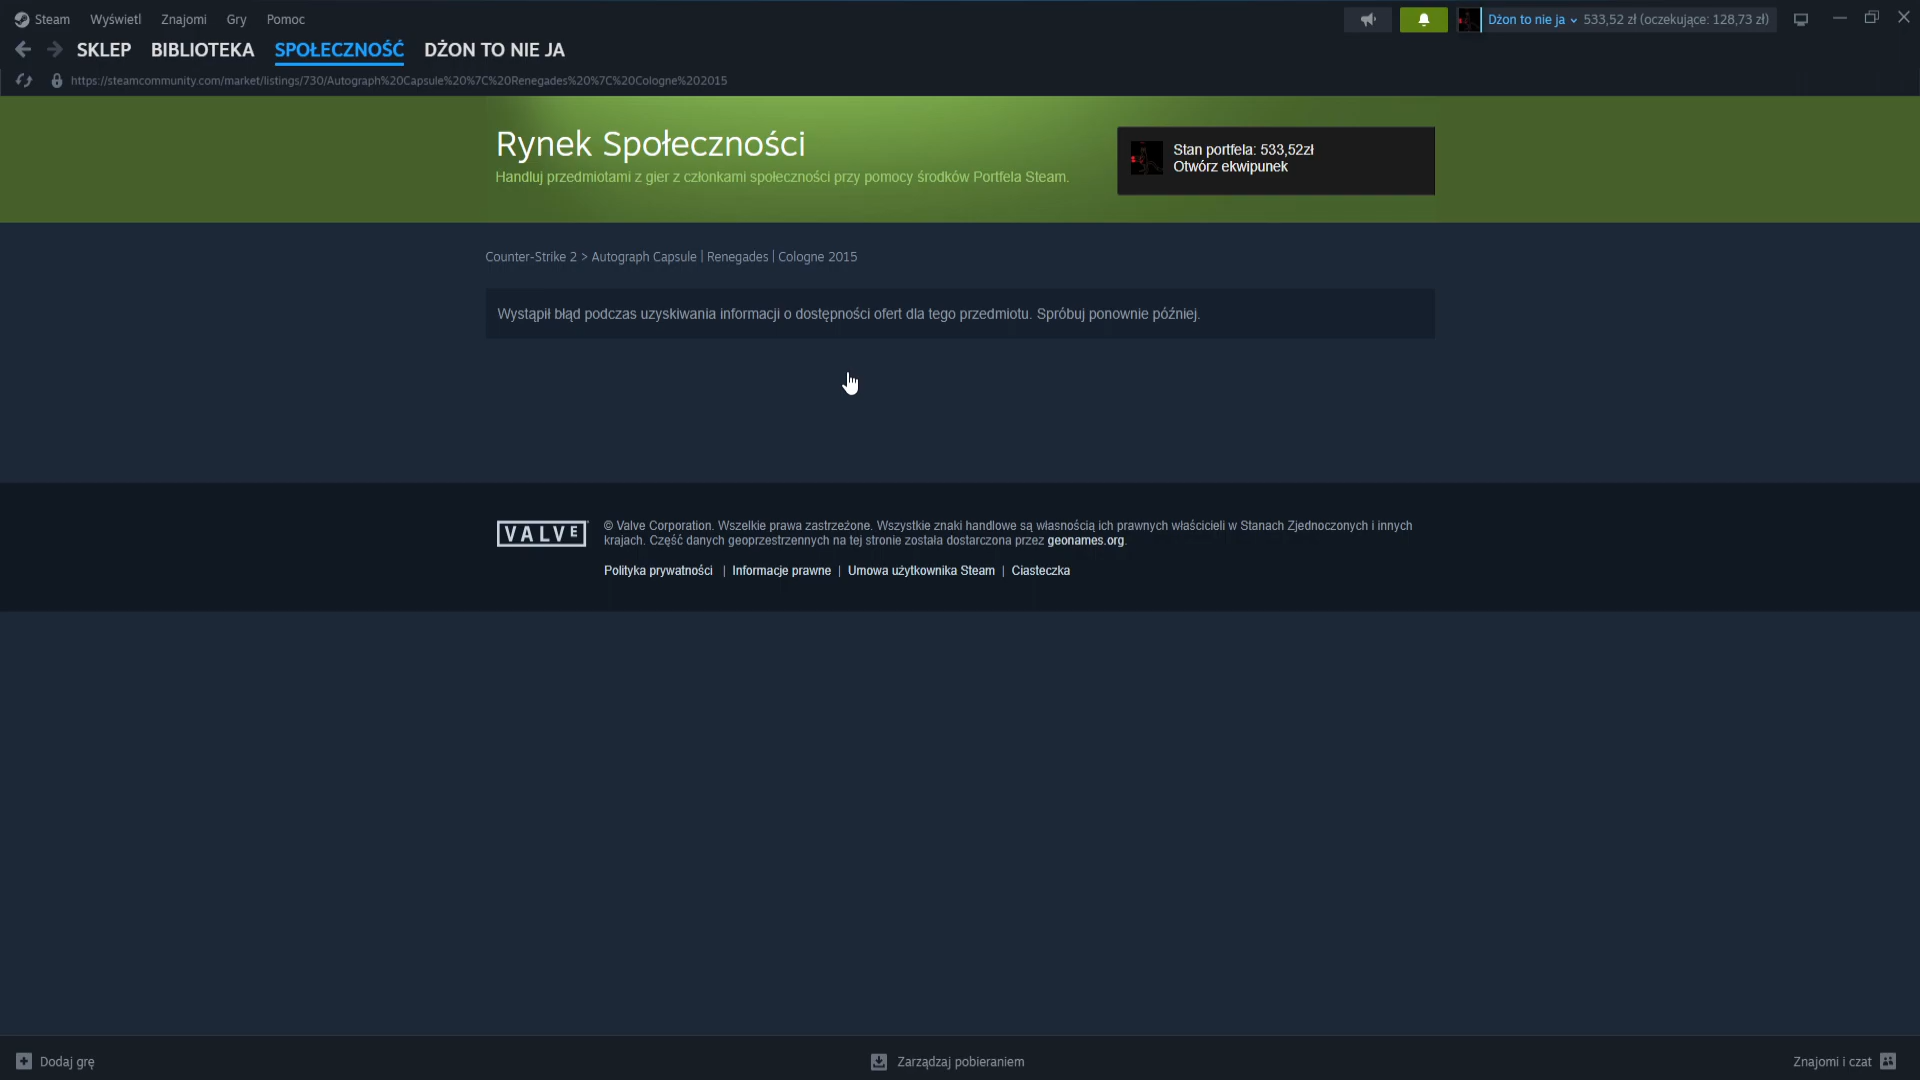 Steam Wyświetl Znajomi Gry Pomoc
Dżon to nie ja 533,52 zł (oczekujące: 128,73 zł)
SKLEP BIBLIOTEKA SPOŁECZNOŚĆ DŻON TO NIE JA
https://steamcommunity.com/market/listings/730/Autograph%20Capsule%20%7C%20Renegades%20%7C%20Cologne%202015
Rynek Społeczności
Handluj przedmiotami z gier z członkami społeczności przy pomocy środków Portfela Steam.
Stan portfela: 533,52zł
Otwórz ekwipunek
Counter-Strike 2 > Autograph Capsule | Renegades | Cologne 2015
Wystąpił błąd podczas uzyskiwania informacji o dostępności ofert dla tego przedmiotu. Spróbuj ponownie później.
VALVE
© Valve Corporation. Wszelkie prawa zastrzeżone. Wszystkie znaki handlowe są własnością ich prawnych właścicieli w Stanach Zjednoczonych i innych
krajach. Część danych geoprzestrzennych na tej stronie została dostarczona przez geonames.org.
Polityka prywatności | Informacje prawne | Umowa użytkownika Steam | Ciasteczka
Dodaj grę
Zarządzaj pobieraniem
Znajomi i czat